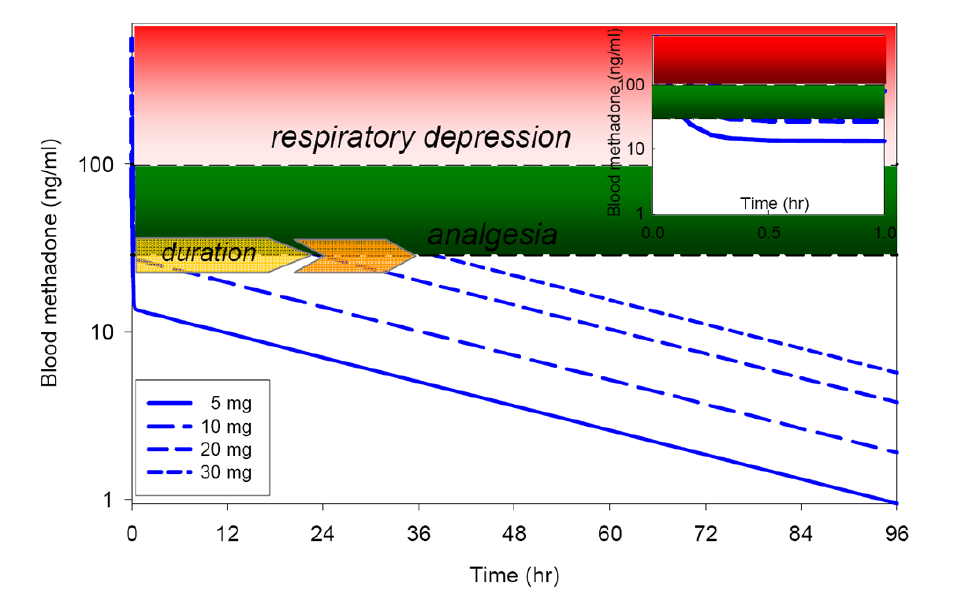 Blood methadone (ng/ml)
100
10
1
respiratory depression
analgesia
duration
5 mg
10 mg
20 mg
30 mg
0 12 24 36 48 60 72 84 96
Time (hr)
Blood methadone (ng/ml)
100
10
1
Time (hr)
0.0 0.5 1.0